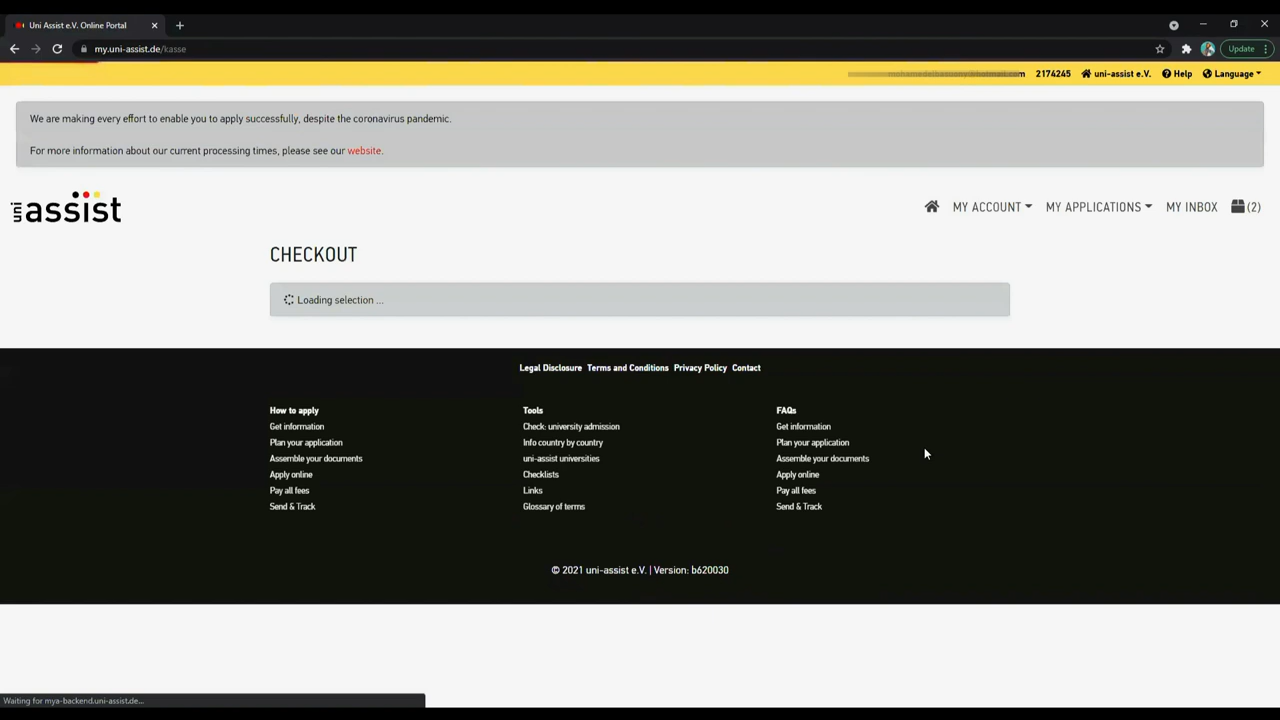 Uni Assist e.V. Online Portal
my.uni-assist.de/kasse
Update
2174245 uni-assist e.V. Help Language
We are making every effort to enable you to apply successfully, despite the coronavirus pandemic.
For more information about our current processing times, please see our website.
uni assist
MY ACCOUNT MY APPLICATIONS MY INBOX (2)
CHECKOUT
Loading selection ...
Legal Disclosure Terms and Conditions Privacy Policy Contact
How to apply
Get information
Plan your application
Assemble your documents
Apply online
Pay all fees
Send & Track
Tools
Check: university admission
Info country by country
uni-assist universities
Checklists
Links
Glossary of terms
FAQs
Get information
Plan your application
Assemble your documents
Apply online
Pay all fees
Send & Track
© 2021 uni-assist e.V. | Version: b620030
Waiting for mya-backend.uni-assist.de...